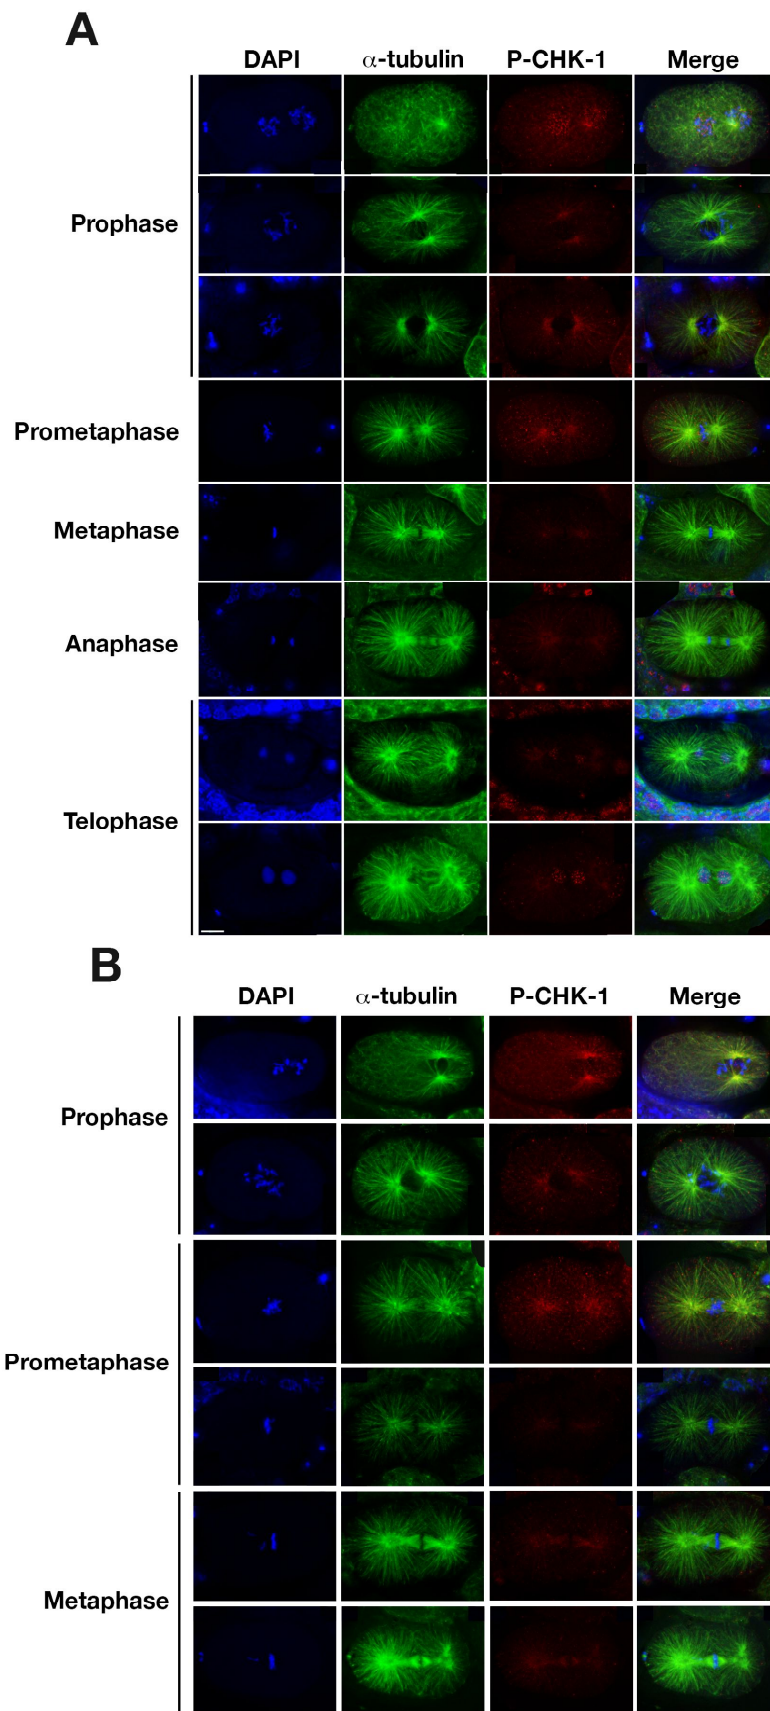 A
DAPI α-tubulin P-CHK-1 Merge
Prophase
Prometaphase
Metaphase
Anaphase
Telophase
B
DAPI α-tubulin P-CHK-1 Merge
Prophase
Prometaphase
Metaphase